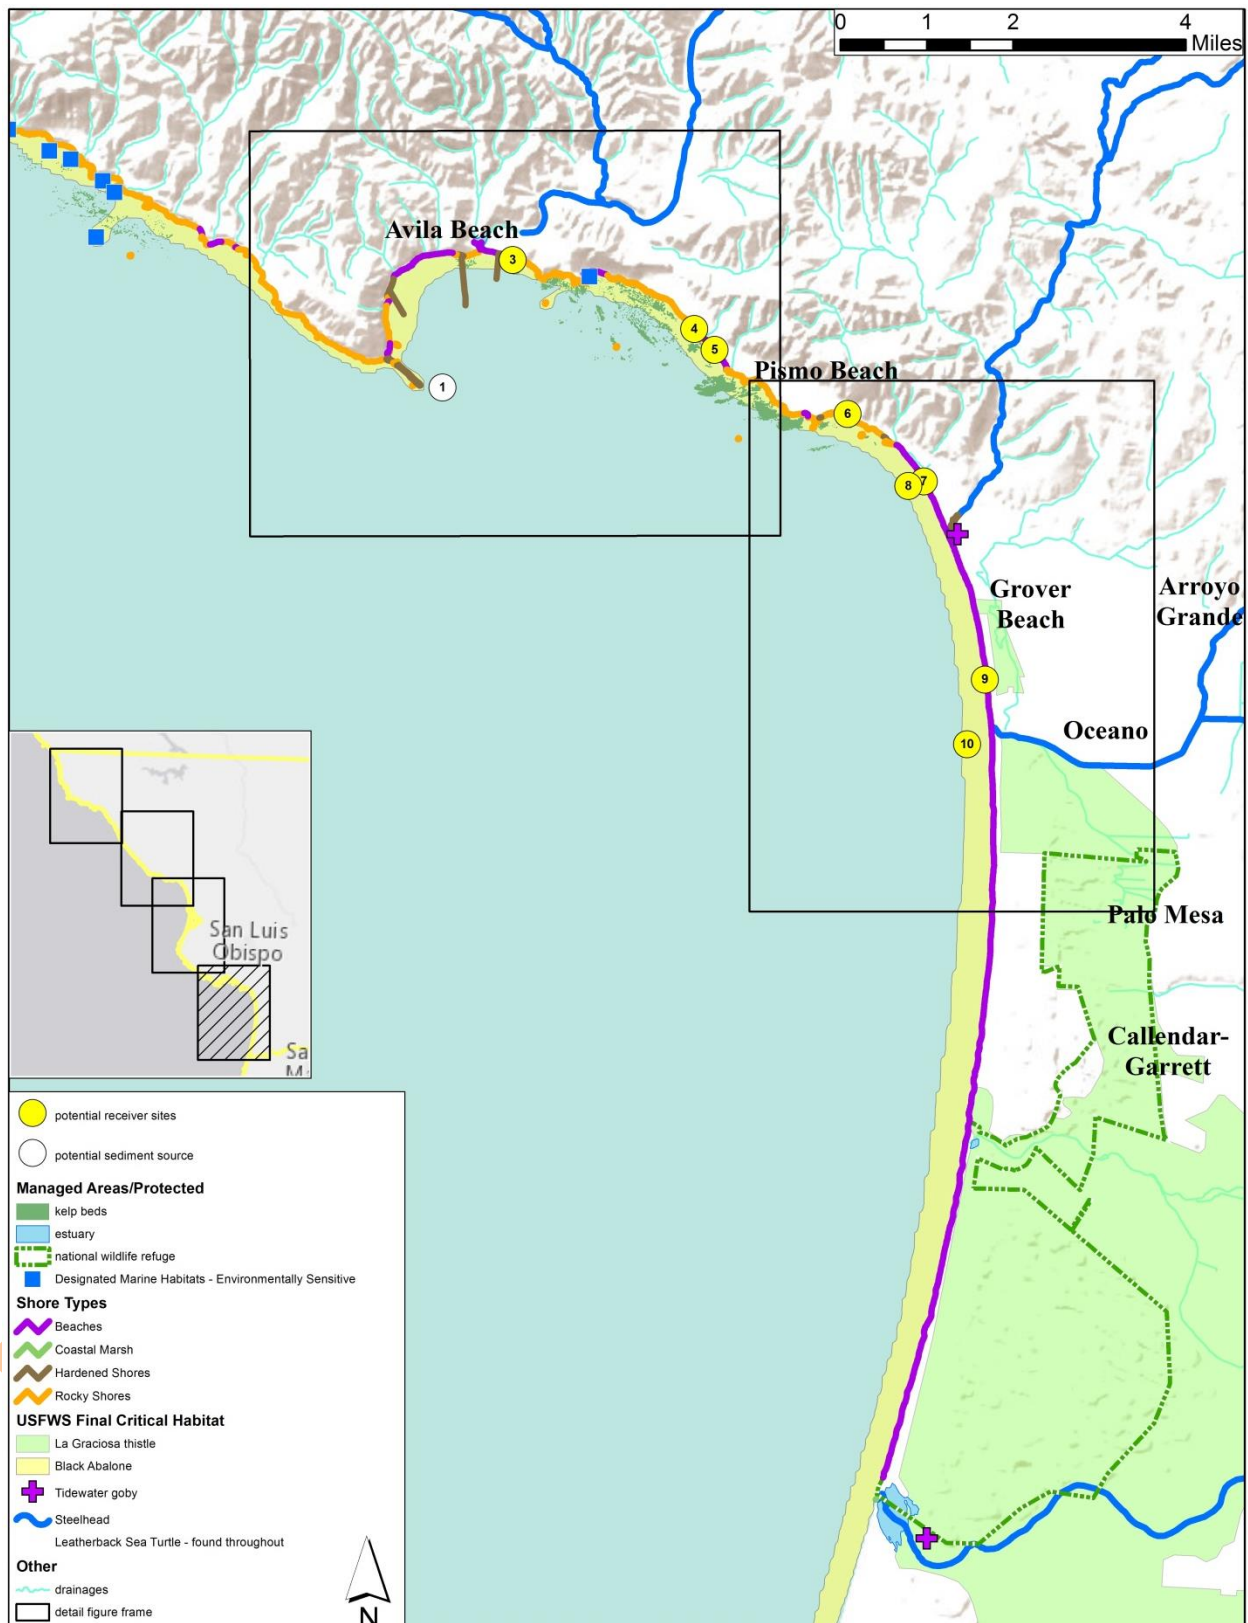 0 1 2 4
Miles
Avila Beach
3
4
5
Pismo Beach
1
6
7
8
Grover
Beach
Arroyo
Grande
9
Oceano
10
San Luis
Obispo
Sa
Palo Mesa
Callendar-
Garrett
potential receiver sites
potential sediment source
Managed Areas/Protected
kelp beds
estuary
national wildlife refuge
Designated Marine Habitats - Environmentally Sensitive
Shore Types
Beaches
Coastal Marsh
Hardened Shores
Rocky Shores
USFWS Final Critical Habitat
La Graciosa thistle
Black Abalone
Tidewater goby
Steelhead
Leatherback Sea Turtle - found throughout
Other
drainages
detail figure frame
N